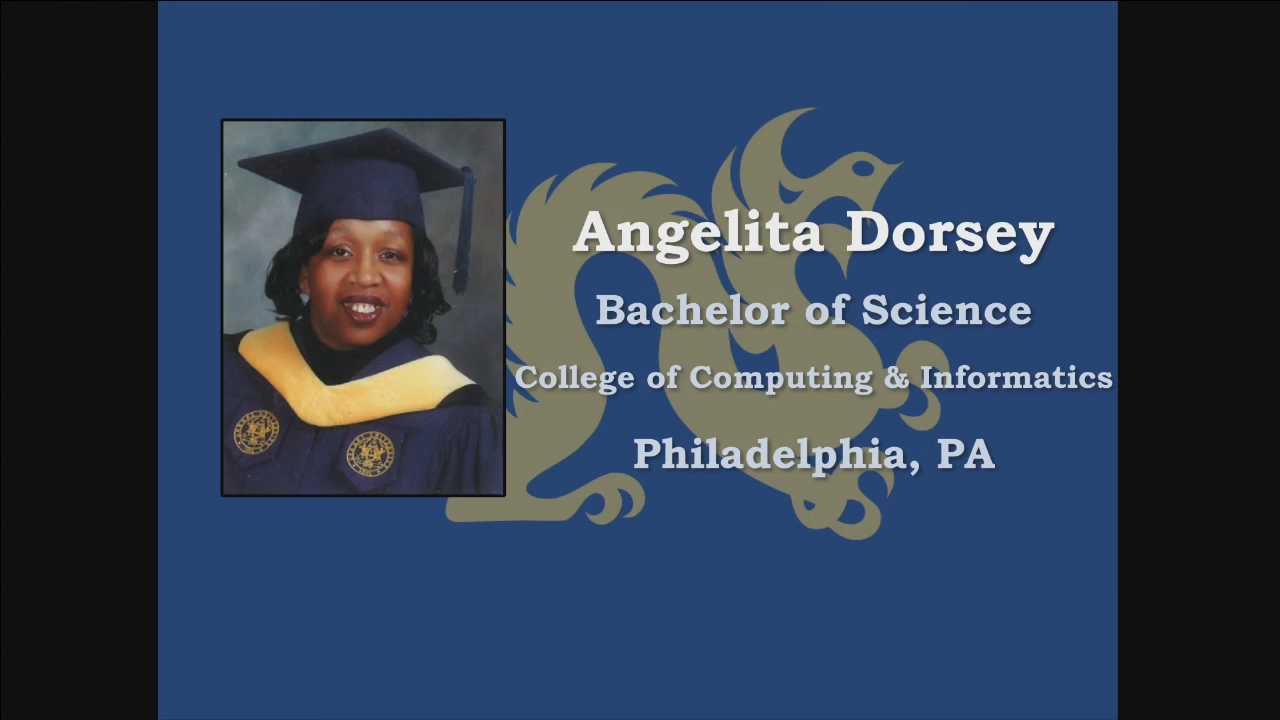 Angelita Dorsey
Bachelor of Science
College of Computing & Informatics
Philadelphia, PA